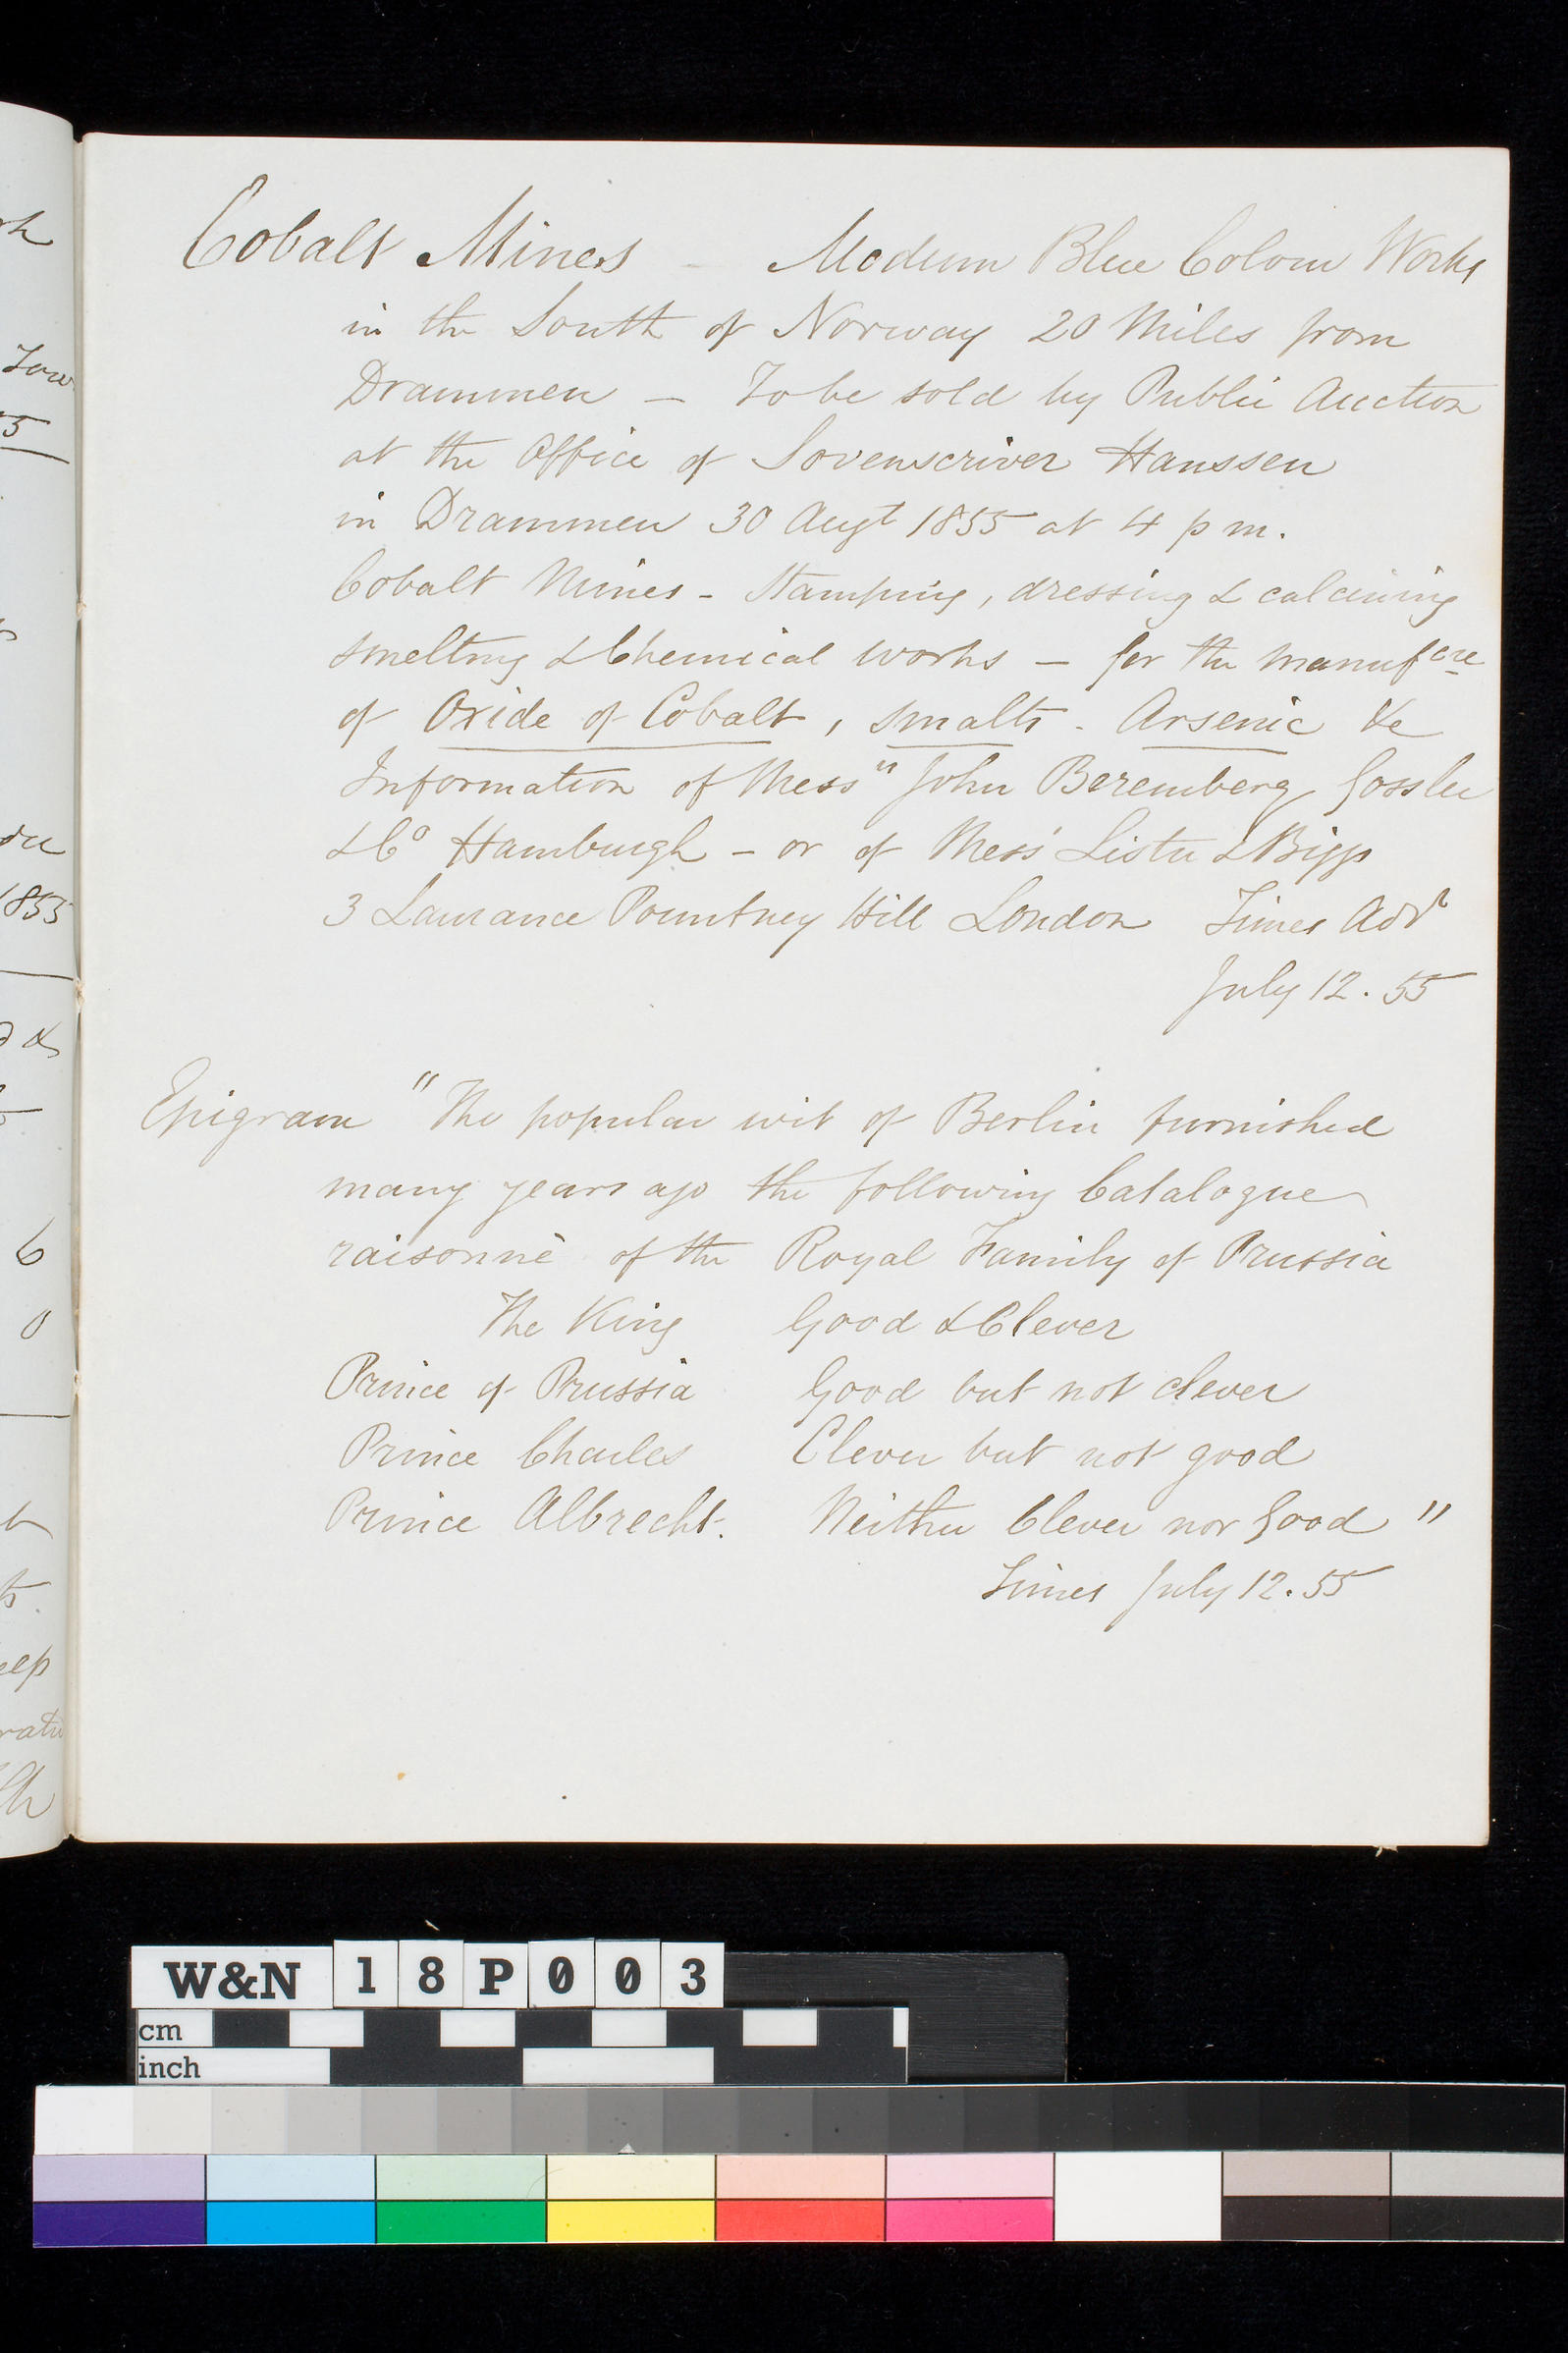 Cobalt Mines — Modum Blue Colour Works
in the South of Norway 20 Miles from
Drammen — To be sold by Public Auction
at the Office of Sovenscriver Hanssen
in Drammen 30 Augt 1855 at 4 p m.
Cobalt Mines - Stamping, dressing & calcining
smelting & Chemical works — for the manufcre
of Oxide of Cobalt, smalts. Arsenic &c
Information of Messrs John Beremberg Gossler
& Co Hamburgh - or of Messrs Lister & Biggs
3 Laurance Pountney Hill London Times Advt
July 12. 55
Epigram "The popular wit of Berlin furnished
many years ago the following Catalogue
raisonnè of the Royal Family of Prussia
The King Good & Clever
Prince of Prussia Good but not clever
Prince Charles Clever but not good
Prince Albrecht. Neither Clever nor Good"
Times July 12. 55
1855
6
0
W&N 18P003
cm
inch